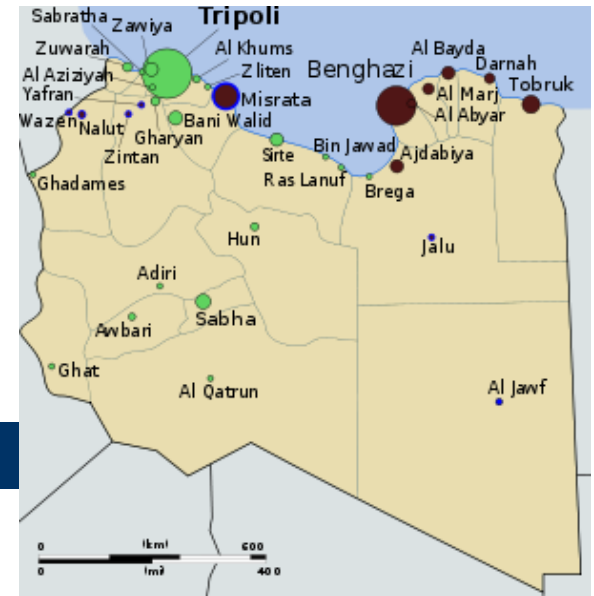 Tripoli
Sabratha
Zawiya
Zuwarah
Al Khums
Al Bayda
Darnah
Al Aziziyah
Zliten
Benghazi
Tobruk
Yafran
Misrata
Al Marj
Wazen
Nalut
Bani Walid
Al Abyar
Gharyan
Zintan
Sirte
Bin Jawad
Ajdabiya
Ghadames
Ras Lanuf
Brega
Hun
Jalu
Adiri
Sabha
Awbari
Ghat
Al Qatrun
Al Jawf
0 (km) 600
0 (mi) 400